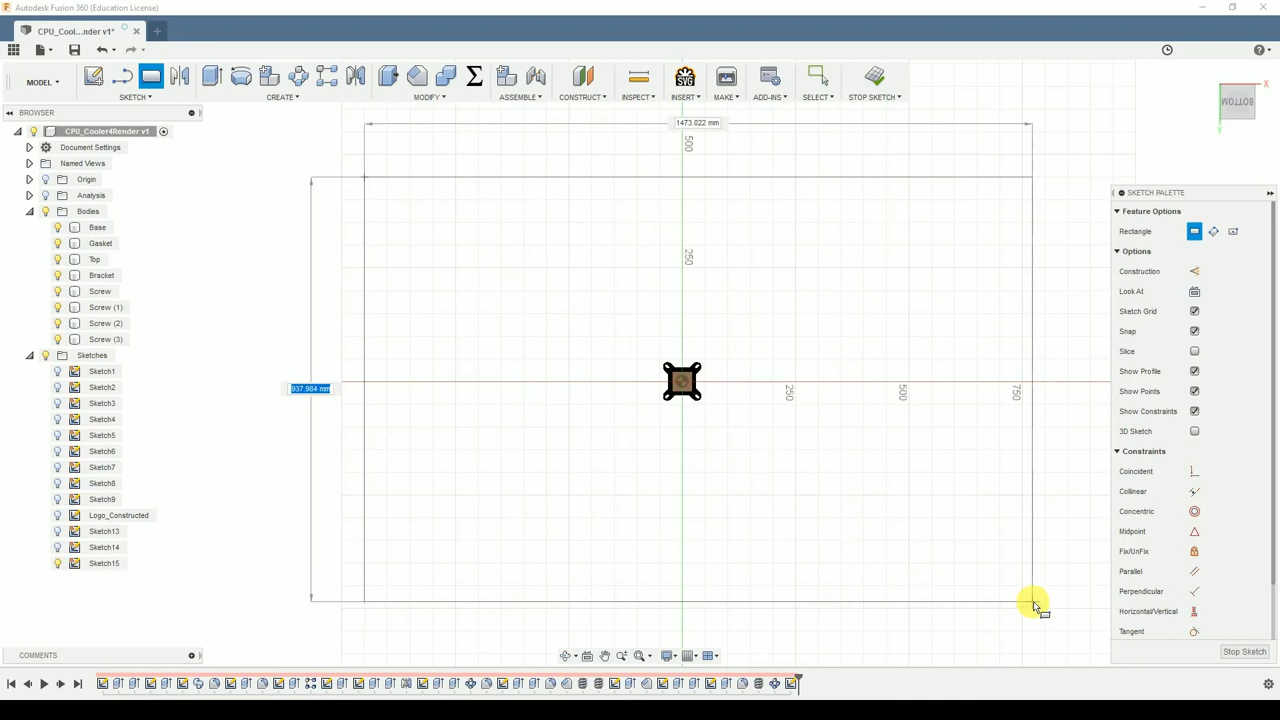 Autodesk Fusion 360 (Education License)
CPU_Cool...nder v1*
MODEL
SKETCH
CREATE
MODIFY
ASSEMBLE
CONSTRUCT
INSPECT
SVG
INSERT
MAKE
ADD-INS
SELECT
STOP SKETCH
BROWSER
CPU_Cooler4Render v1
Document Settings
Named Views
Origin
Analysis
Bodies
Base
Gasket
Top
Bracket
Screw
Screw (1)
Screw (2)
Screw (3)
Sketches
Sketch1
Sketch2
Sketch3
Sketch4
Sketch5
Sketch6
Sketch7
Sketch8
Sketch9
Logo_Constructed
Sketch13
Sketch14
Sketch15
COMMENTS
1473.022 mm
500
250
937.984 mm
250
500
750
X
BOTTOM
Y
SKETCH PALETTE
Feature Options
Rectangle
Options
Construction
Look At
Sketch Grid
Snap
Slice
Show Profile
Show Points
Show Constraints
3D Sketch
Constraints
Coincident
Collinear
Concentric
Midpoint
Fix/UnFix
Parallel
Perpendicular
Horizontal/Vertical
Tangent
Stop Sketch